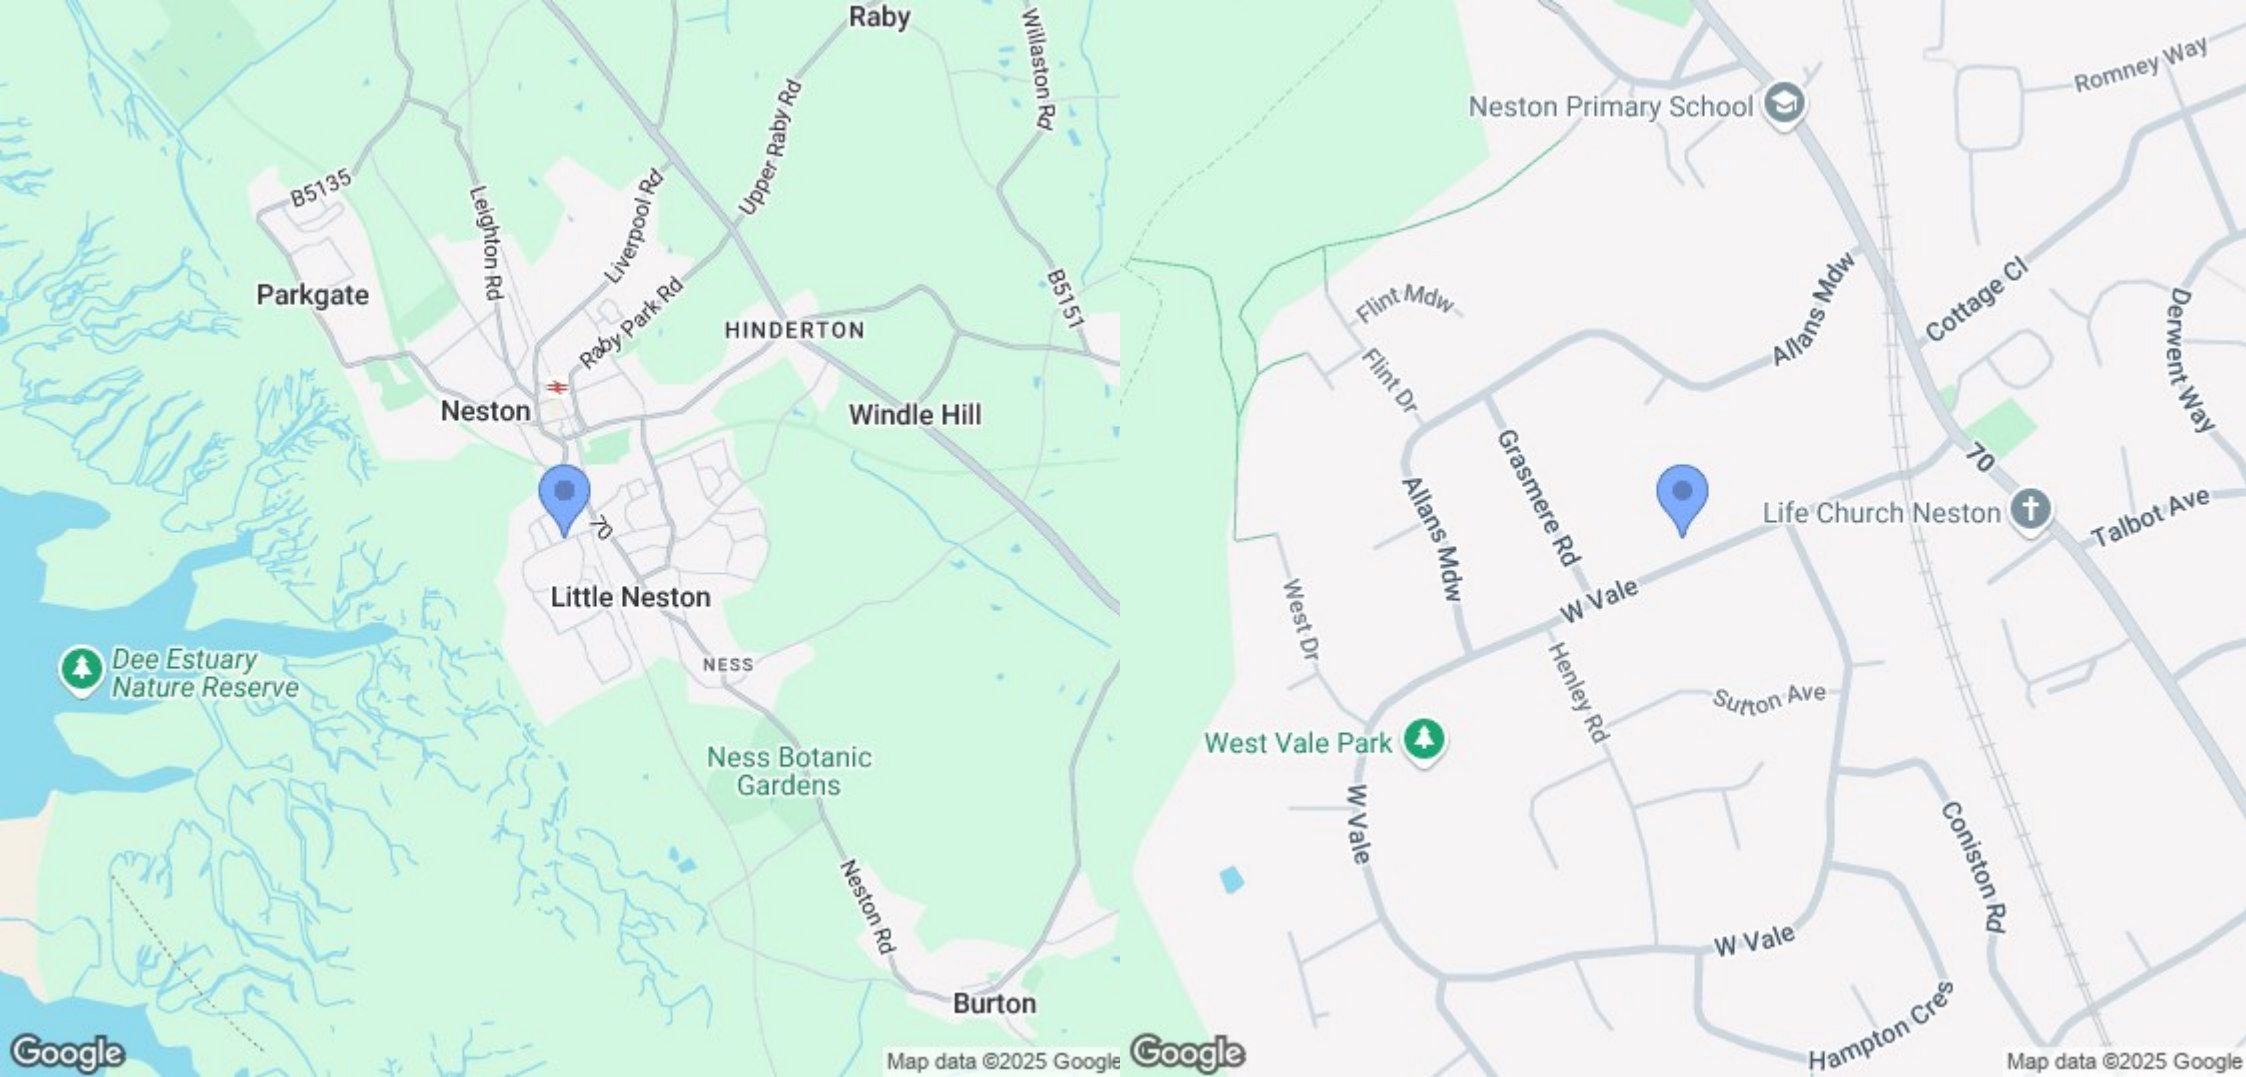 Raby
Willaston Rd
Upper Raby Rd
B5135
Leighton Rd
Liverpool Rd
Parkgate
Raby Park Rd
B5151
HINDERTON
Neston
Windle Hill
70
Little Neston
Dee Estuary
Nature Reserve
NESS
Ness Botanic
Gardens
Neston Rd
Burton
Google
Map data ©2025 Google
Romney Way
Neston Primary School
Allans Mdw
Cottage Cl
Flint Mdw
Derwent Way
Flint Dr
Grasmere Rd
70
Allans Mdw
Life Church Neston
Talbot Ave
W Vale
West Dr
Henley Rd
Sutton Ave
West Vale Park
W Vale
Coniston Rd
W Vale
Hampton Cres
Google
Map data ©2025 Google